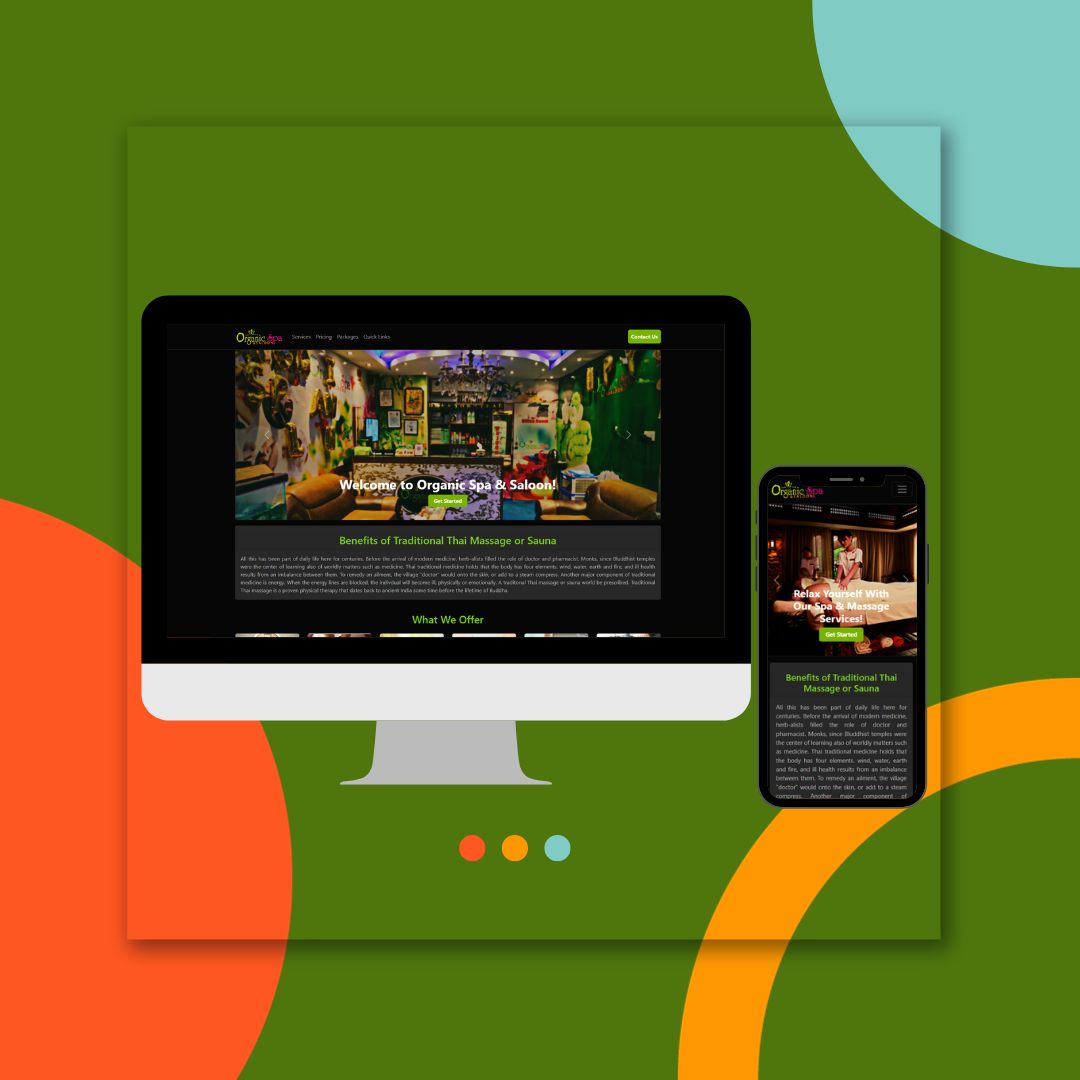 Organic Spa
Services Pricing Packages Quick Links
Contact Us
Welcome to Organic Spa & Saloon!
Get Started
Benefits of Traditional Thai Massage or Sauna
All this has been part of daily life here for centuries. Before the arrival of modern medicine, herb-alists filled the role of doctor and pharmacist. Monks, since Bluddhist temples
were the center of learning also of worldly matters such as medicine. Thai traditional medicine holds that the body has four elements. wind, water, earth and fire, and ill health
results from an imbalance between them. To remedy an ailment, the village "doctor" would onto the skin, or add to a steam compress. Another major component of traditional
medicine is energy. When the energy lines are blocked, the individual will become ill, physically or emotionally. A traditional Thai massage or sauna would be prescribed. Traditional
Thai massage is a proven physical therapy that dates back to ancient India some time before the lifetime of Buddha.
What We Offer
Organic Spa
Relax Yourself With
Our Spa & Massage
Services!
Get Started
Benefits of Traditional Thai
Massage or Sauna
All this has been part of daily life here for
centuries. Before the arrival of modern medicine,
herb-alists filled the role of doctor and
pharmacist. Monks, since Bluddhist temples were
the center of learning also of worldly matters such
as medicine. Thai traditional medicine holds that
the body has four elements. wind, water, earth
and fire, and ill health results from an imbalance
between them. To remedy an ailment, the village
"doctor" would onto the skin, or add to a steam
compress. Another major component of